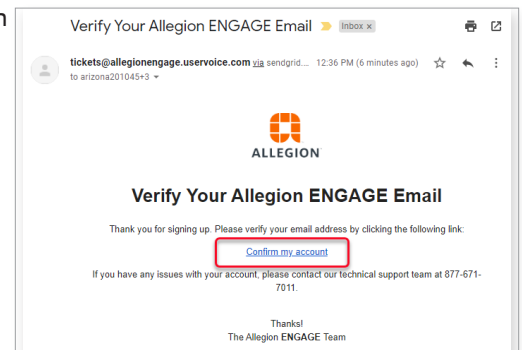 n
Verify Your Allegion ENGAGE Email Inbox x
tickets@allegionengage.uservoice.com via sendgrid... 12:36 PM (6 minutes ago)
to arizona201045+3
ALLEGION
Verify Your Allegion ENGAGE Email
Thank you for signing up. Please verify your email address by clicking the following link:
Confirm my account
If you have any issues with your account, please contact our technical support team at 877-671-
7011.
Thanks!
The Allegion ENGAGE Team